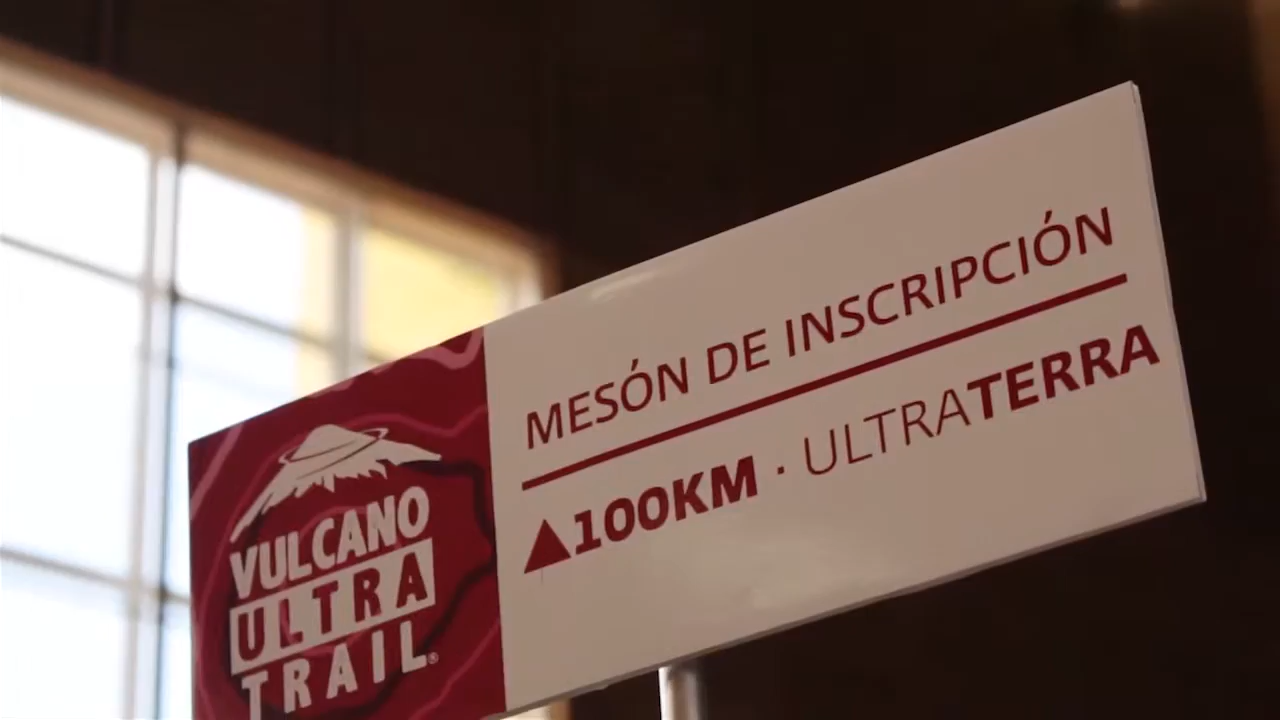 VULCANO
ULTRA
TRAIL®
MESÓN DE INSCRIPCIÓN
100KM · ULTRATERRA